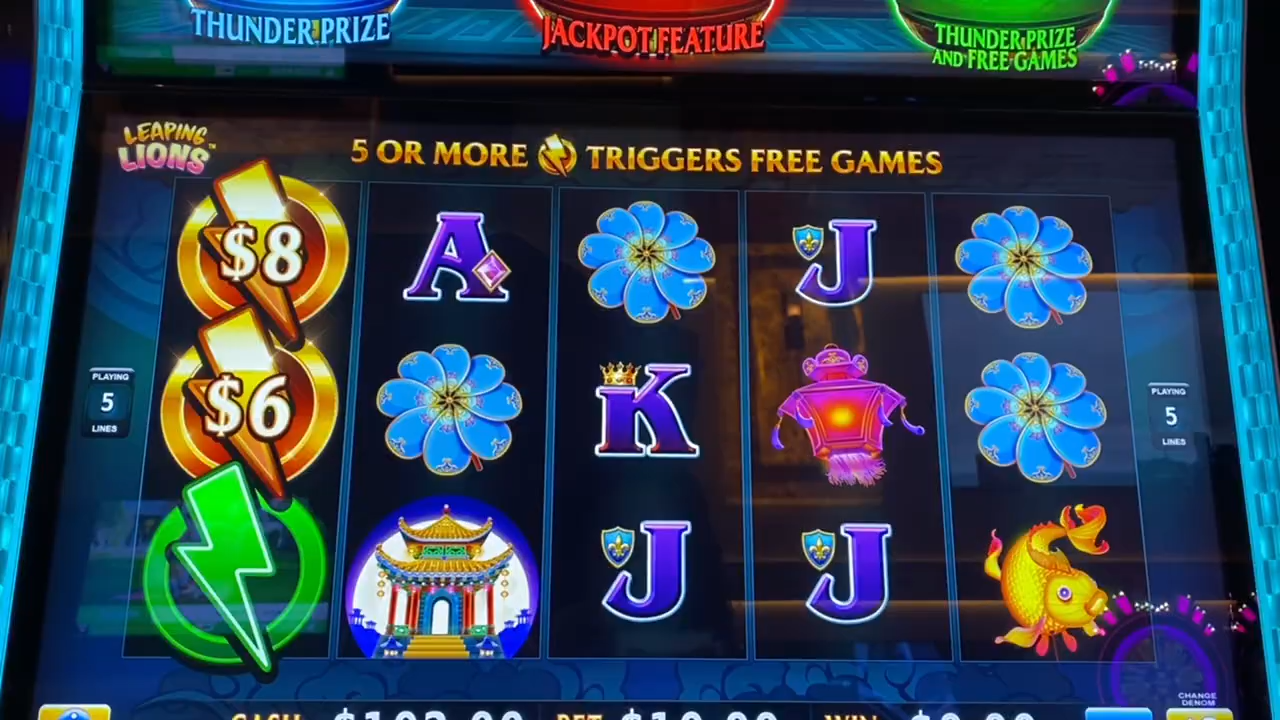 THUNDER PRIZE
JACKPOT FEATURE
THUNDER PRIZE
AND FREE GAMES
LEAPING
LIONS™
5 OR MORE TRIGGERS FREE GAMES
$8
A
J
PLAYING
5
LINES
$6
K
PLAYING
5
LINES
J
J
CHANGE
DENOM
CASH BET WIN